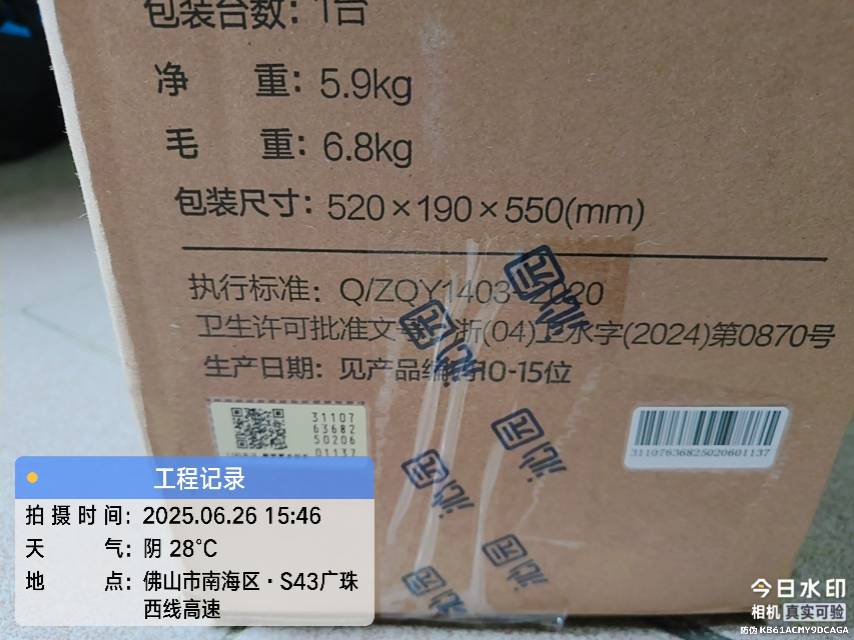 包装台数：1台
净 重：5.9kg
毛 重：6.8kg
包装尺寸：520×190×550(mm)
执行标准：Q/ZQY1403-2020
卫生许可批准文号：浙(04)卫水字(2024)第0870号
生产日期：见产品编号10-15位
31107
63682
50206
01137
3110763682502060​1137
工程记录
拍摄时间：2025.06.26 15:46
天 气：阴 28℃
地 点：佛山市南海区·S43广珠
西线高速
今日水印
相机 真实可验
防伪 KB61ACMY9DCAGA